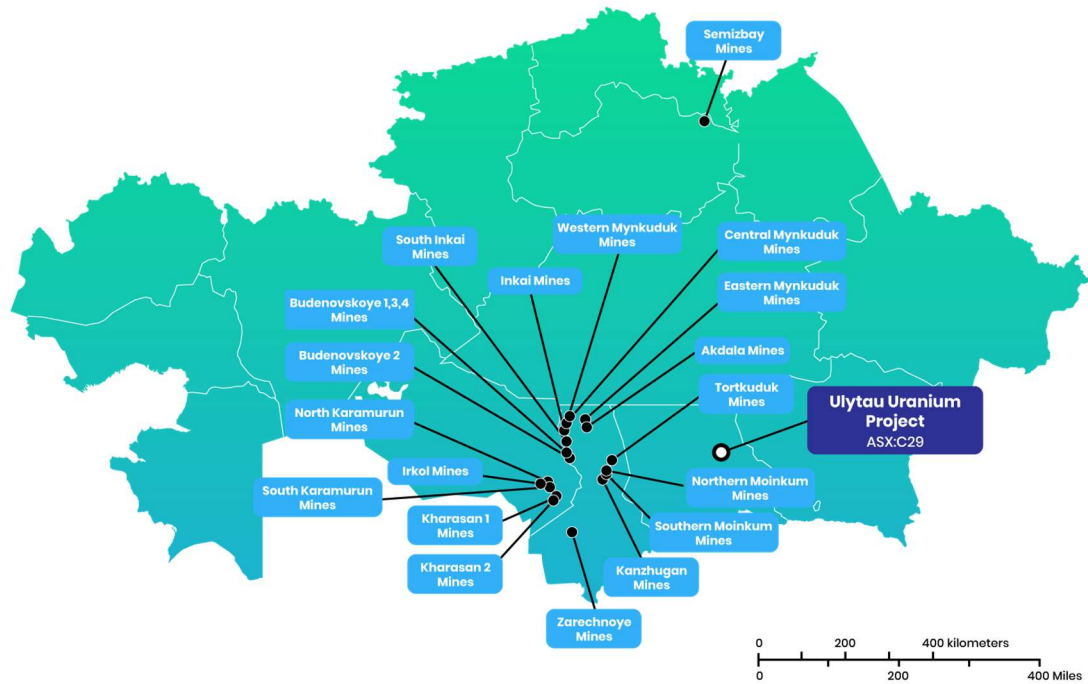 Semizbay
Mines
Western Mynkuduk
Mines
Central Mynkuduk
Mines
South Inkai
Mines
Inkai Mines
Eastern Mynkuduk
Mines
Budenovskoye 1,3,4
Mines
Akdala Mines
Budenovskoye 2
Mines
Tortkuduk
Mines
Ulytau Uranium
Project
ASX:C29
North Karamurun
Mines
Irkol Mines
Northern Moinkum
Mines
South Karamurun
Mines
Kharasan 1
Mines
Southern Moinkum
Mines
Kharasan 2
Mines
Kanzhugan
Mines
Zarechnoye
Mines
0 200 400 kilometers
0 200 400 Miles